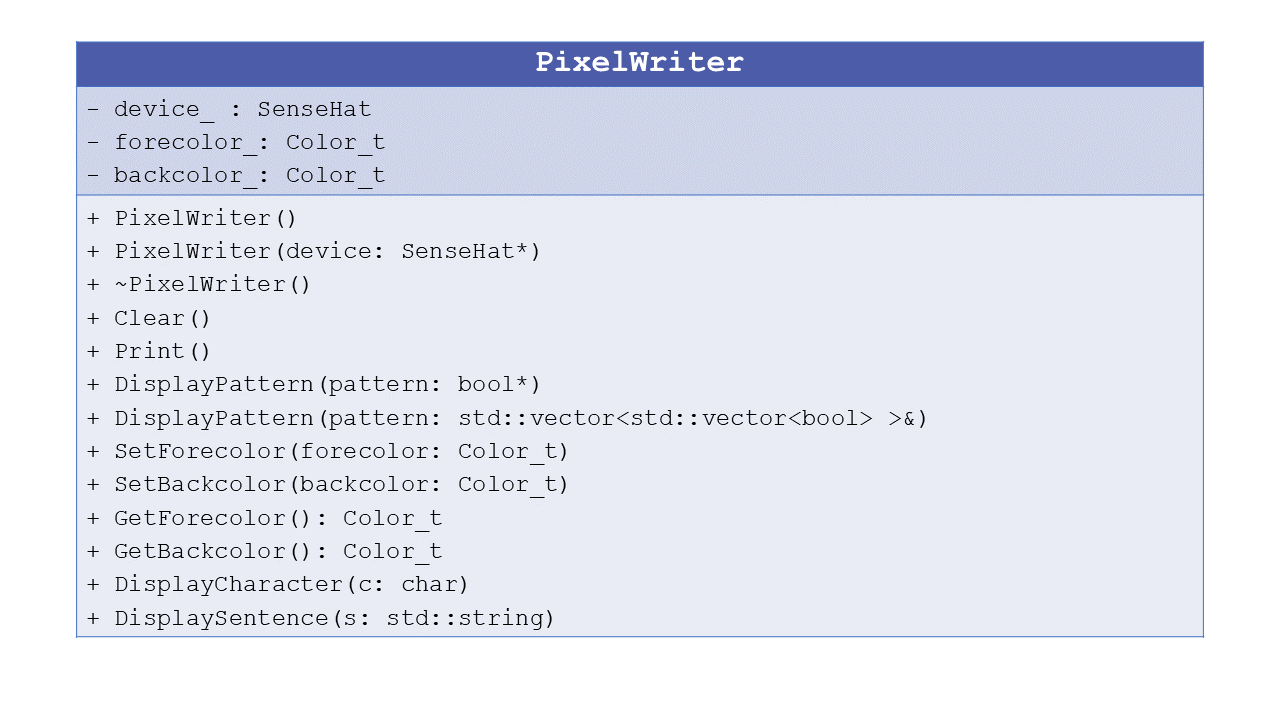 PixelWriter
- device_ : SenseHat
- forecolor_: Color_t
- backcolor_: Color_t
+ PixelWriter()
+ PixelWriter(device: SenseHat*)
+ ~PixelWriter()
+ Clear()
+ Print()
+ DisplayPattern(pattern: bool*)
+ DisplayPattern(pattern: std::vector<std::vector<bool> >&)
+ SetForecolor(forecolor: Color_t)
+ SetBackcolor(backcolor: Color_t)
+ GetForecolor(): Color_t
+ GetBackcolor(): Color_t
+ DisplayCharacter(c: char)
+ DisplaySentence(s: std::string)